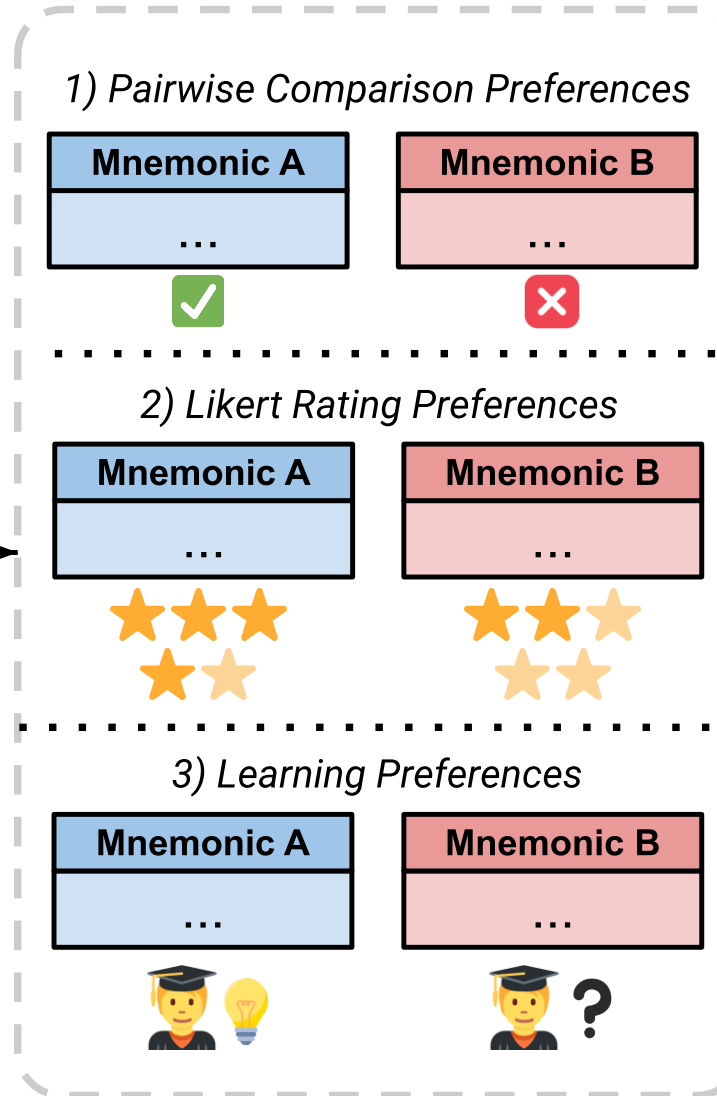 1) Pairwise Comparison Preferences
Mnemonic A
Mnemonic B
...
...
2) Likert Rating Preferences
Mnemonic A
Mnemonic B
...
...
3) Learning Preferences
Mnemonic A
Mnemonic B
...
...
?